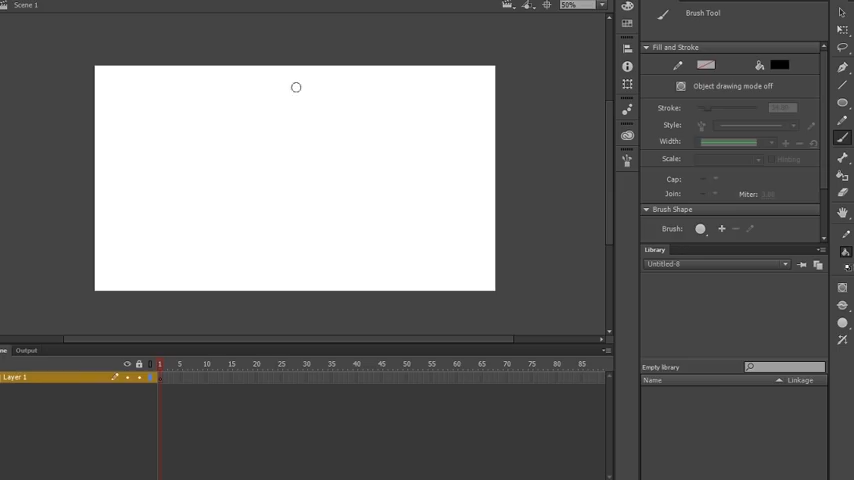 Scene 1
50%
Brush Tool
Fill and Stroke
Object drawing mode off
Stroke:
Style:
Width:
Scale:
Hinting
Cap:
Join:
Miter:
Brush Shape
Brush:
Library
Untitled-8
Output
1 5 10 15 20 25 30 35 40 45 50 55 60 65 70 75 80 85
Layer 1
Empty library
Name
Linkage